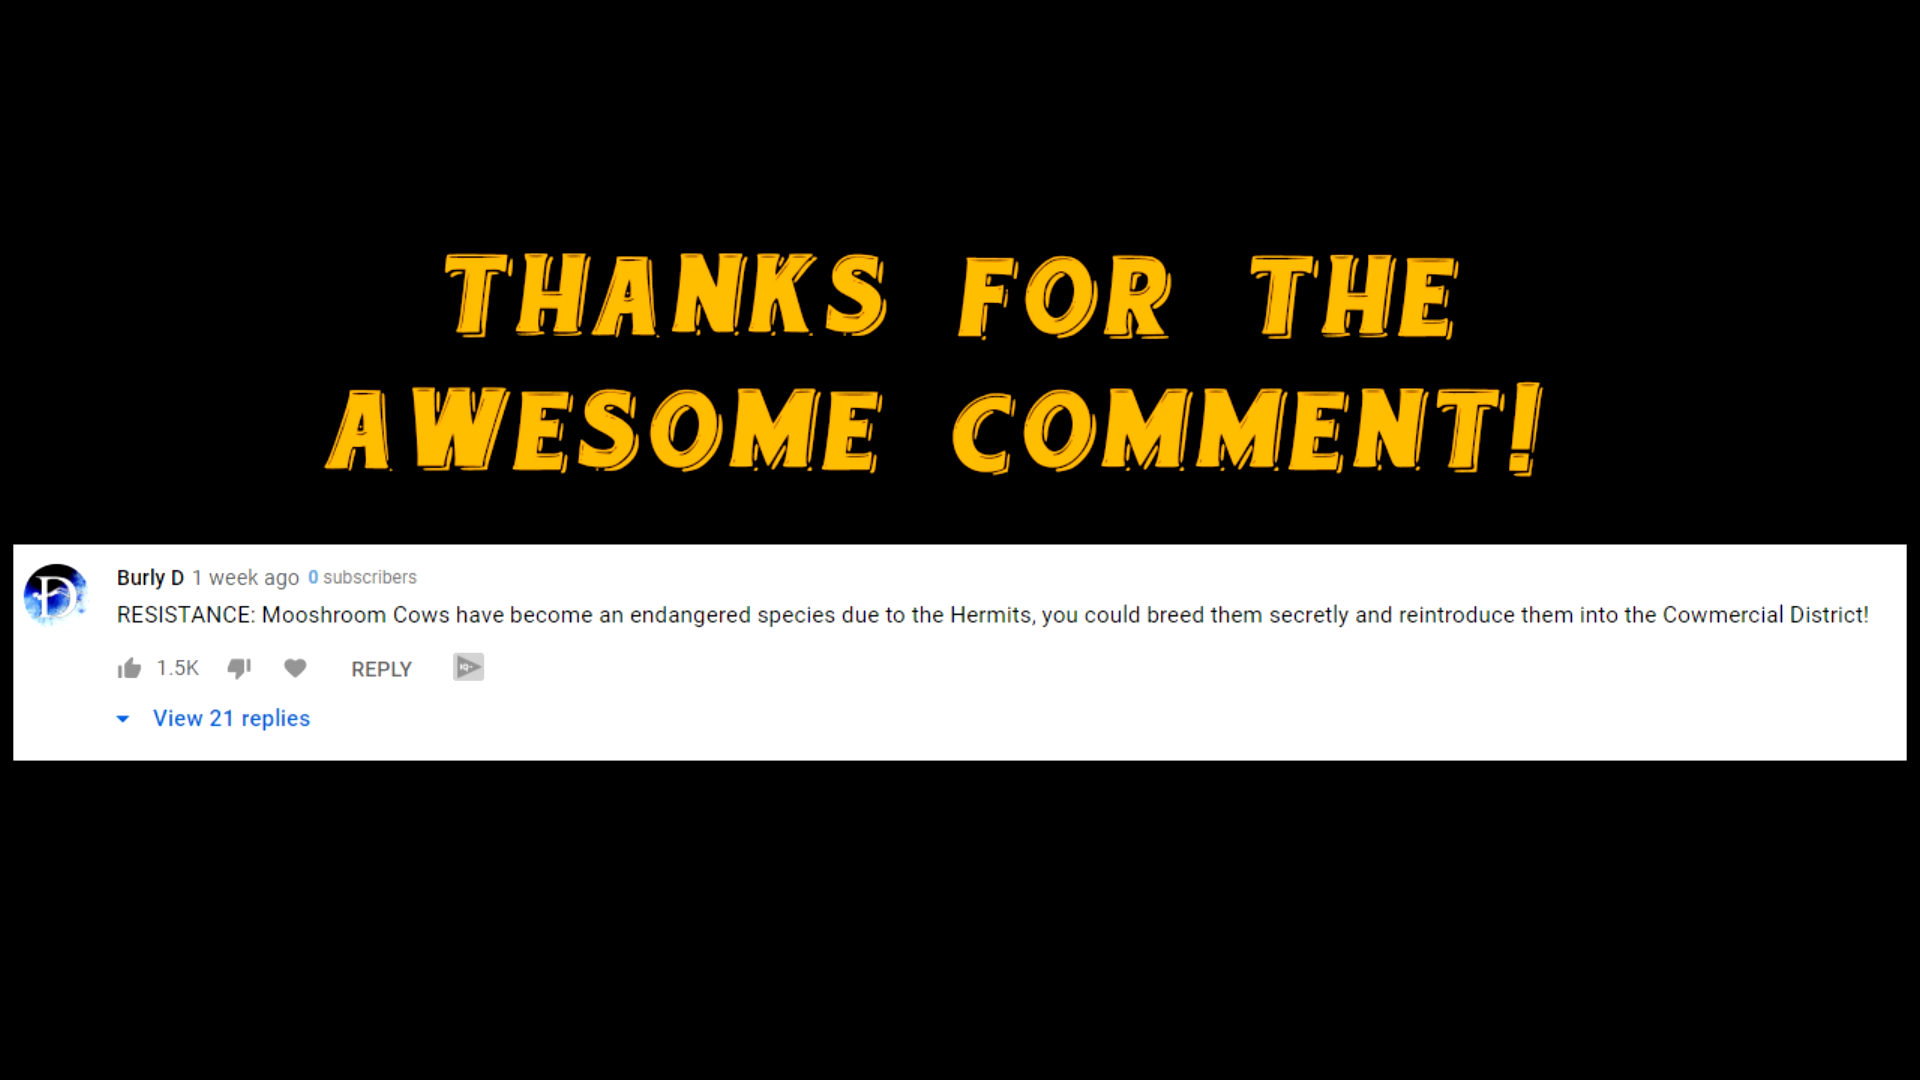 THANKS FOR THE
AWESOME COMMENT!
Burly D 1 week ago 0 subscribers
RESISTANCE: Mooshroom Cows have become an endangered species due to the Hermits, you could breed them secretly and reintroduce them into the Cowmercial District!
1.5K REPLY
View 21 replies